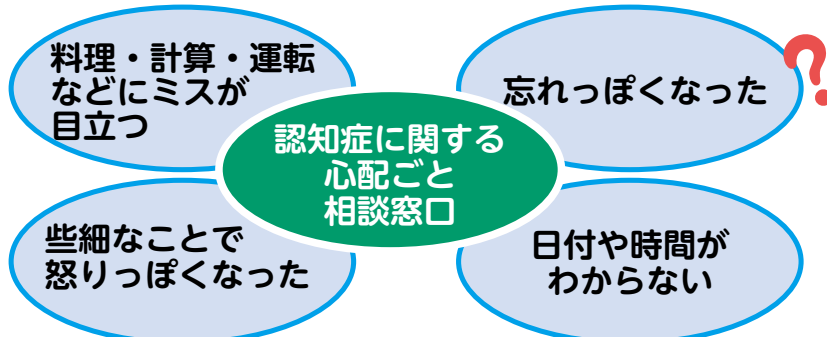 料理・計算・運転
などにミスが
目立つ
忘れっぽくなった
?
認知症に関する
心配ごと
相談窓口
些細なことで
怒りっぽくなった
日付や時間が
わからない